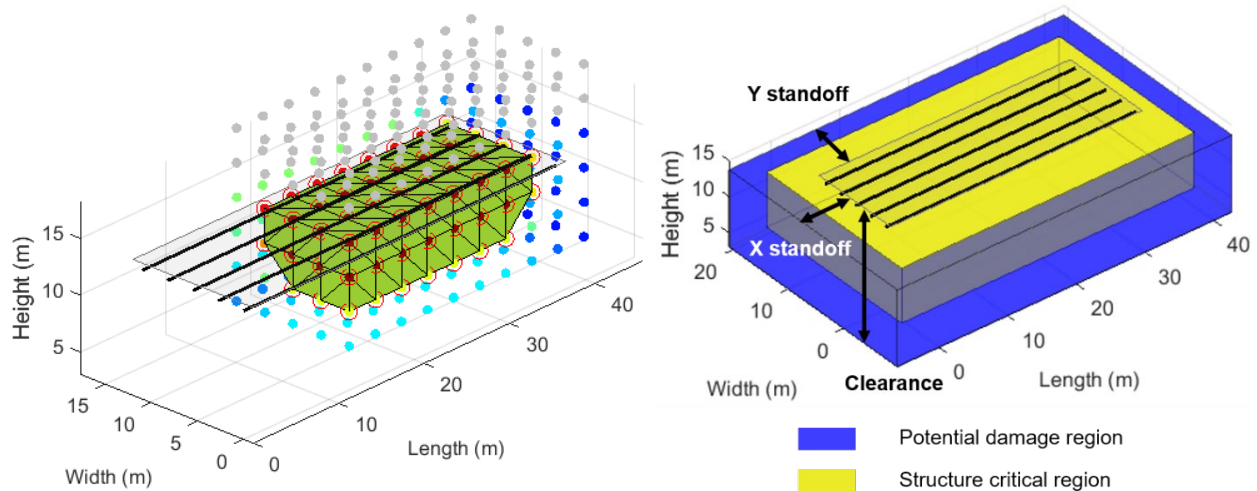 Height (m)
15
10
5
15
10
5
0
Width (m)
0
10
20
30
40
Length (m)
Y standoff
X standoff
Clearance
Height (m)
15
10
5
20
10
0
Width (m)
0
10
20
30
40
Length (m)
Potential damage region
Structure critical region